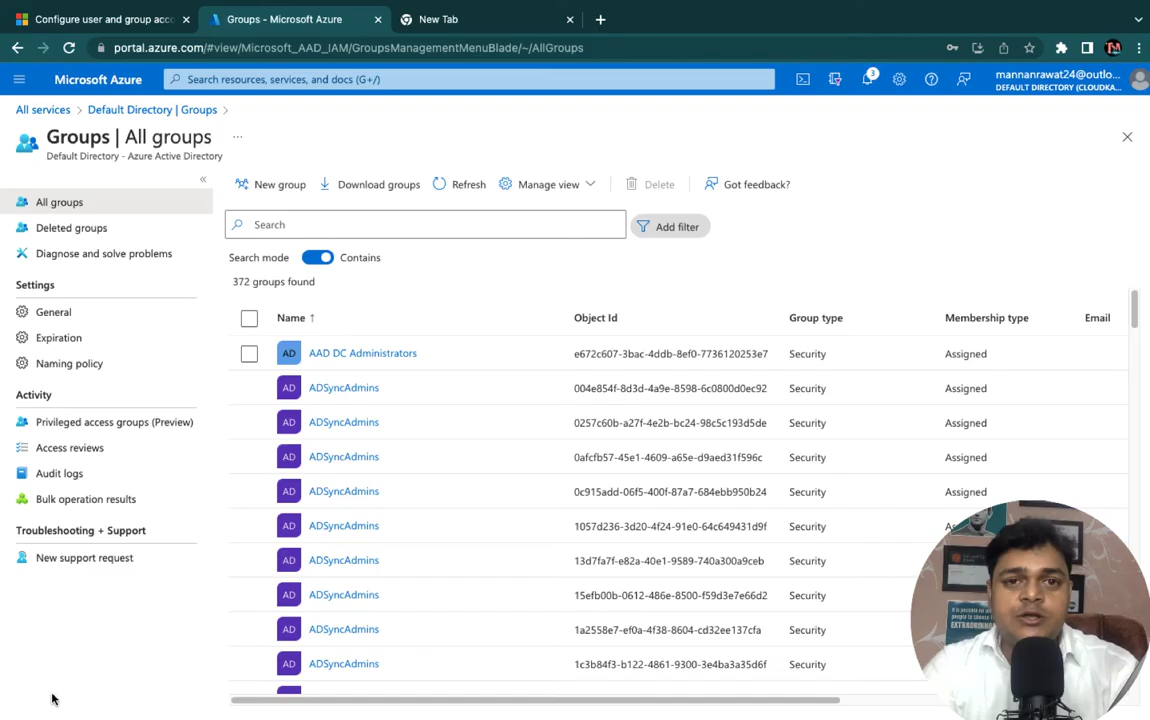 Configure user and group acco
Groups - Microsoft Azure
New Tab
portal.azure.com/#view/Microsoft_AAD_IAM/GroupsManagementMenuBlade/~/AllGroups
Microsoft Azure
Search resources, services, and docs (G+/)
3
mannanrawat24@outlo...
DEFAULT DIRECTORY (CLOUDKA...
All services > Default Directory | Groups >
Groups | All groups ...
Default Directory - Azure Active Directory
All groups
Deleted groups
Diagnose and solve problems
Settings
General
Expiration
Naming policy
Activity
Privileged access groups (Preview)
Access reviews
Audit logs
Bulk operation results
Troubleshooting + Support
New support request
New group
Download groups
Refresh
Manage view
Delete
Got feedback?
Search
Add filter
Search mode Contains
372 groups found
Name ↑ Object Id Group type Membership type Email
AD AAD DC Administrators e672c607-3bac-4ddb-8ef0-7736120253e7 Security Assigned
AD ADSyncAdmins 004e854f-8d3d-4a9e-8598-6c0800d0ec92 Security Assigned
AD ADSyncAdmins 0257c60b-a27f-4e2b-bc24-98c5c193d5de Security Assigned
AD ADSyncAdmins 0afcfb57-45e1-4609-a65e-d9aed31f596c Security Assigned
AD ADSyncAdmins 0c915add-06f5-400f-87a7-684ebb950b24 Security Assigned
AD ADSyncAdmins 1057d236-3d20-4f24-91e0-64c649431d9f Security
AD ADSyncAdmins 13d7fa7f-e82a-40e1-9589-740a300a9ceb Security
AD ADSyncAdmins 15efb00b-0612-486e-8500-f59d3e7e66d2 Security
AD ADSyncAdmins 1a2558e7-ef0a-4f38-8604-cd32ee137cfa Security
AD ADSyncAdmins 1c3b84f3-b122-4861-9300-3e4ba3a35d6f Security
EXTRAORDINAR